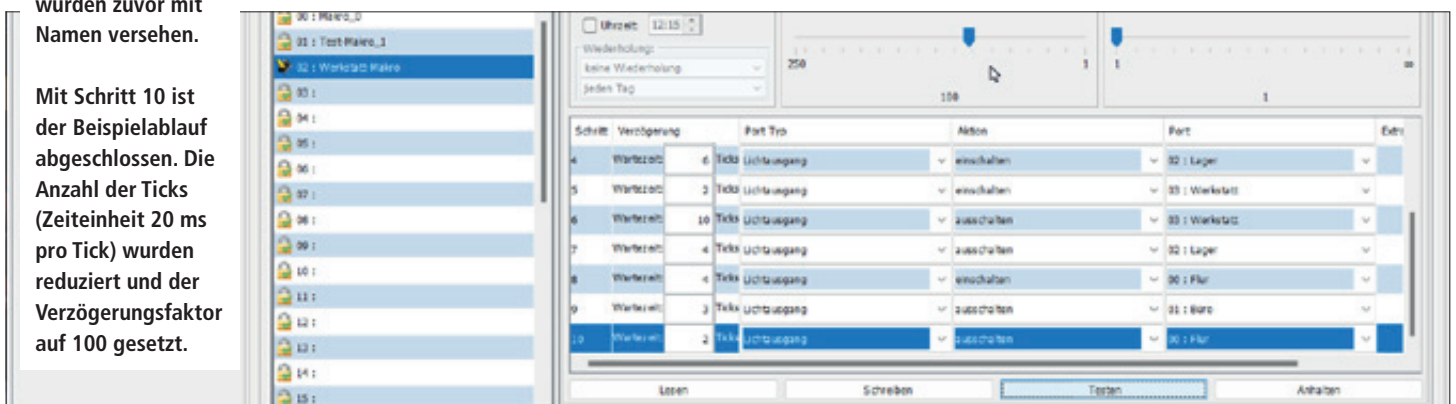 wurden zuvor mit
Namen versehen.
Mit Schritt 10 ist
der Beispielablauf
abgeschlossen. Die
Anzahl der Ticks
(Zeiteinheit 20 ms
pro Tick) wurden
reduziert und der
Verzögerungsfaktor
auf 100 gesetzt.
00 : Makro_0
01 : Test-Makro_1
02 : Werkstatt Makro
03 :
04 :
05 :
06 :
07 :
08 :
09 :
10 :
11 :
12 :
13 :
14 :
15 :
Uhrzeit: 12:15
Wiederholung:
keine Wiederholung
jeden Tag
250 1
100
1 ∞
1
Schritt Verzögerung Port Typ Aktion Port Extra
4 Wartezeit: 6 Ticks Lichtausgang einschalten 02 : Lager
5 Wartezeit: Ticks Lichtausgang einschalten 03 : Werkstatt
6 Wartezeit: 10 Ticks Lichtausgang ausschalten 03 : Werkstatt
7 Wartezeit: 4 Ticks Lichtausgang ausschalten 02 : Lager
8 Wartezeit: 4 Ticks Lichtausgang einschalten 00 : Flur
9 Wartezeit: Ticks Lichtausgang ausschalten 01 : Büro
10 Wartezeit: 2 Ticks Lichtausgang ausschalten 00 : Flur
Lesen Schreiben Testen Anhalten